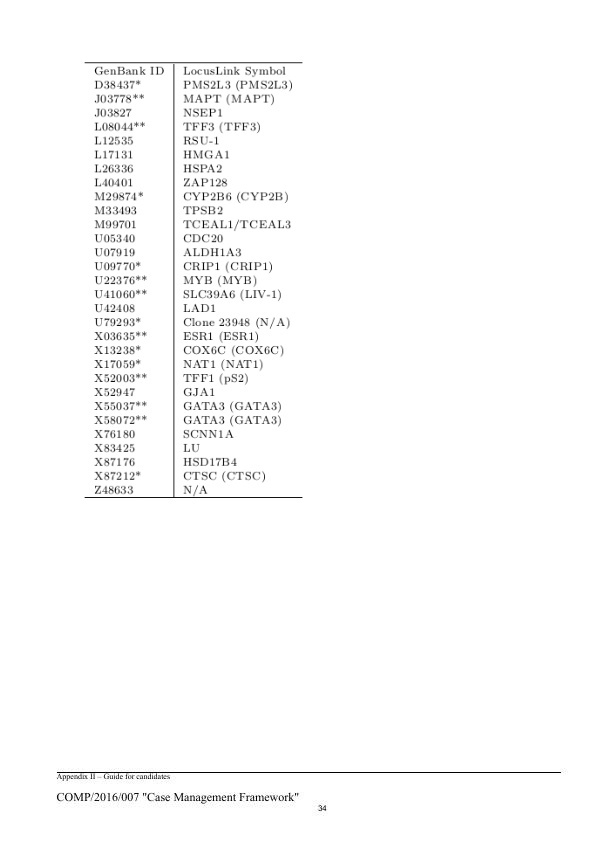 GenBank ID LocusLink Symbol
D38437* PMS2L3 (PMS2L3)
J03778** MAPT (MAPT)
J03827 NSEP1
L08044** TFF3 (TFF3)
L12535 RSU-1
L17131 HMGA1
L26336 HSPA2
L40401 ZAP128
M29874* CYP2B6 (CYP2B)
M33493 TPSB2
M99701 TCEAL1/TCEAL3
U05340 CDC20
U07919 ALDH1A3
U09770* CRIP1 (CRIP1)
U22376** MYB (MYB)
U41060** SLC39A6 (LIV-1)
U42408 LAD1
U79293* Clone 23948 (N/A)
X03635** ESR1 (ESR1)
X13238* COX6C (COX6C)
X17059* NAT1 (NAT1)
X52003** TFF1 (pS2)
X52947 GJA1
X55037** GATA3 (GATA3)
X58072** GATA3 (GATA3)
X76180 SCNN1A
X83425 LU
X87176 HSD17B4
X87212* CTSC (CTSC)
Z48633 N/A
Appendix II – Guide for candidates
COMP/2016/007 "Case Management Framework"
34